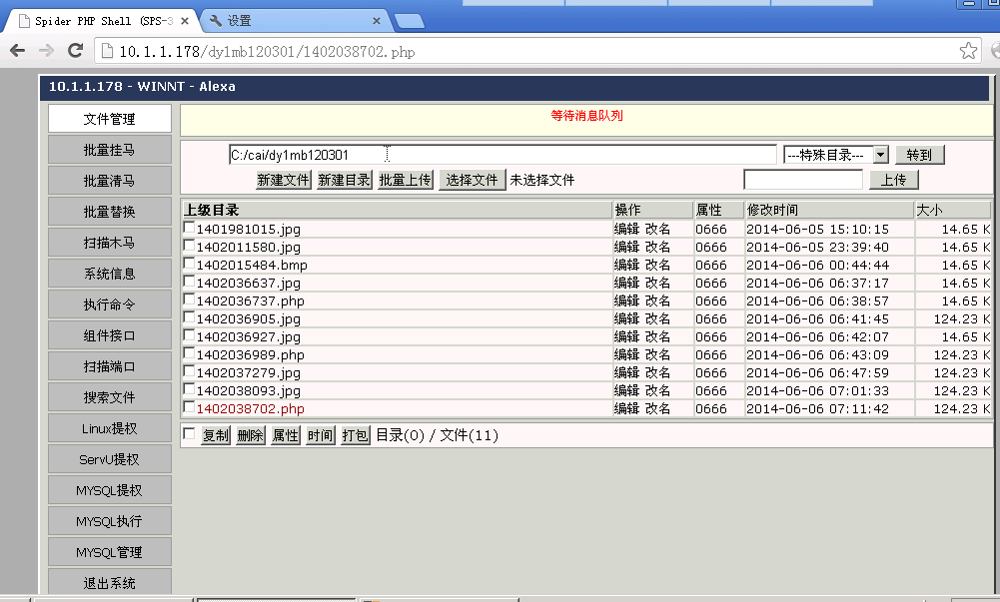 Spider PHP Shell (SPS-3
设置
10.1.1.178/dy1mb120301/1402038702.php
10.1.1.178 - WINNT - Alexa
文件管理
批量挂马
批量清马
批量替换
扫描木马
系统信息
执行命令
组件接口
扫描端口
搜索文件
Linux提权
ServU提权
MYSQL提权
MYSQL执行
MYSQL管理
退出系统
等待消息队列
C:/cai/dy1mb120301 ---特殊目录--- 转到
新建文件 新建目录 批量上传 选择文件 未选择文件 上传
上级目录 操作 属性 修改时间 大小
1401981015.jpg 编辑 改名 0666 2014-06-05 15:10:15 14.65 K
1402011580.jpg 编辑 改名 0666 2014-06-05 23:39:40 14.65 K
1402015484.bmp 编辑 改名 0666 2014-06-06 00:44:44 14.65 K
1402036637.jpg 编辑 改名 0666 2014-06-06 06:37:17 14.65 K
1402036737.php 编辑 改名 0666 2014-06-06 06:38:57 14.65 K
1402036905.jpg 编辑 改名 0666 2014-06-06 06:41:45 124.23 K
1402036927.jpg 编辑 改名 0666 2014-06-06 06:42:07 14.65 K
1402036989.php 编辑 改名 0666 2014-06-06 06:43:09 124.23 K
1402037279.jpg 编辑 改名 0666 2014-06-06 06:47:59 124.23 K
1402038093.jpg 编辑 改名 0666 2014-06-06 07:01:33 124.23 K
1402038702.php 编辑 改名 0666 2014-06-06 07:11:42 124.23 K
复制 删除 属性 时间 打包 目录(0) / 文件(11)